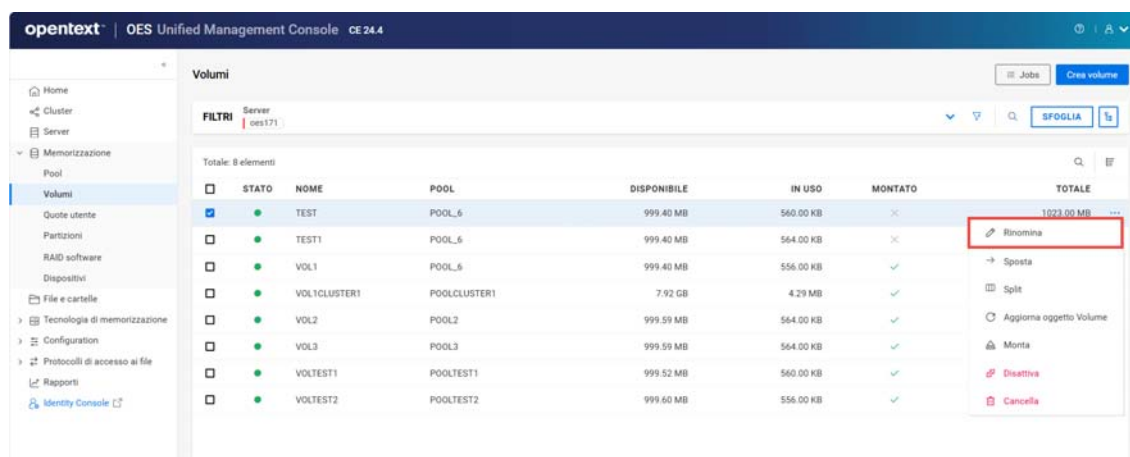 opentext™ | OES Unified Management Console CE 24.4
Volumi
Jobs
Crea volume
Home
Cluster
Server
Memorizzazione
Pool
Volumi
Quote utente
Partizioni
RAID software
Dispositivi
File e cartelle
Tecnologia di memorizzazione
Configuration
Protocolli di accesso ai file
Rapporti
Identity Console
FILTRI
Server
oes171
SFOGLIA
Totale: 8 elementi
STATO NOME POOL DISPONIBILE IN USO MONTATO TOTALE
TEST POOL_6 999.40 MB 560.00 KB 1023.00 MB
TEST1 POOL_6 999.40 MB 564.00 KB
VOL1 POOL_6 999.40 MB 556.00 KB
VOL1CLUSTER1 POOLCLUSTER1 7.92 GB 4.29 MB
VOL2 POOL2 999.59 MB 564.00 KB
VOL3 POOL3 999.59 MB 564.00 KB
VOLTEST1 POOLTEST1 999.52 MB 560.00 KB
VOLTEST2 POOLTEST2 999.60 MB 556.00 KB
Rinomina
Sposta
Split
Aggiorna oggetto Volume
Monta
Disattiva
Cancella